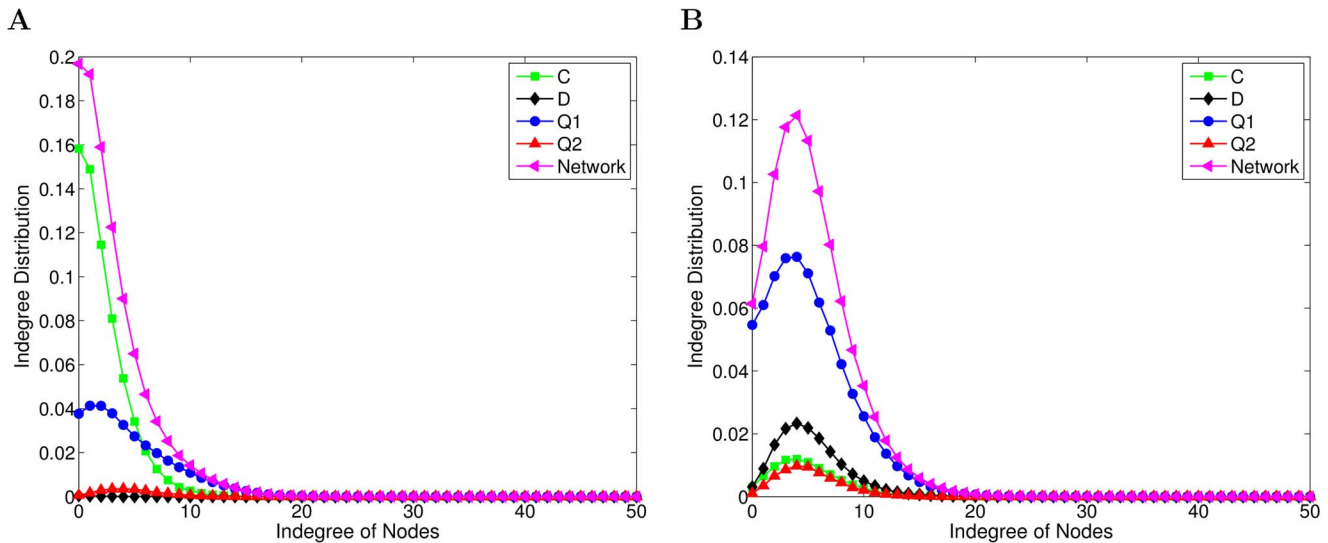 A
0.2
0.18
0.16
0.14
0.12
0.1
0.08
0.06
0.04
0.02
0
Indegree Distribution
C
D
Q1
Q2
Network
0 10 20 30 40 50
Indegree of Nodes
B
0.14
0.12
0.1
0.08
0.06
0.04
0.02
0
Indegree Distribution
C
D
Q1
Q2
Network
0 10 20 30 40 50
Indegree of Nodes